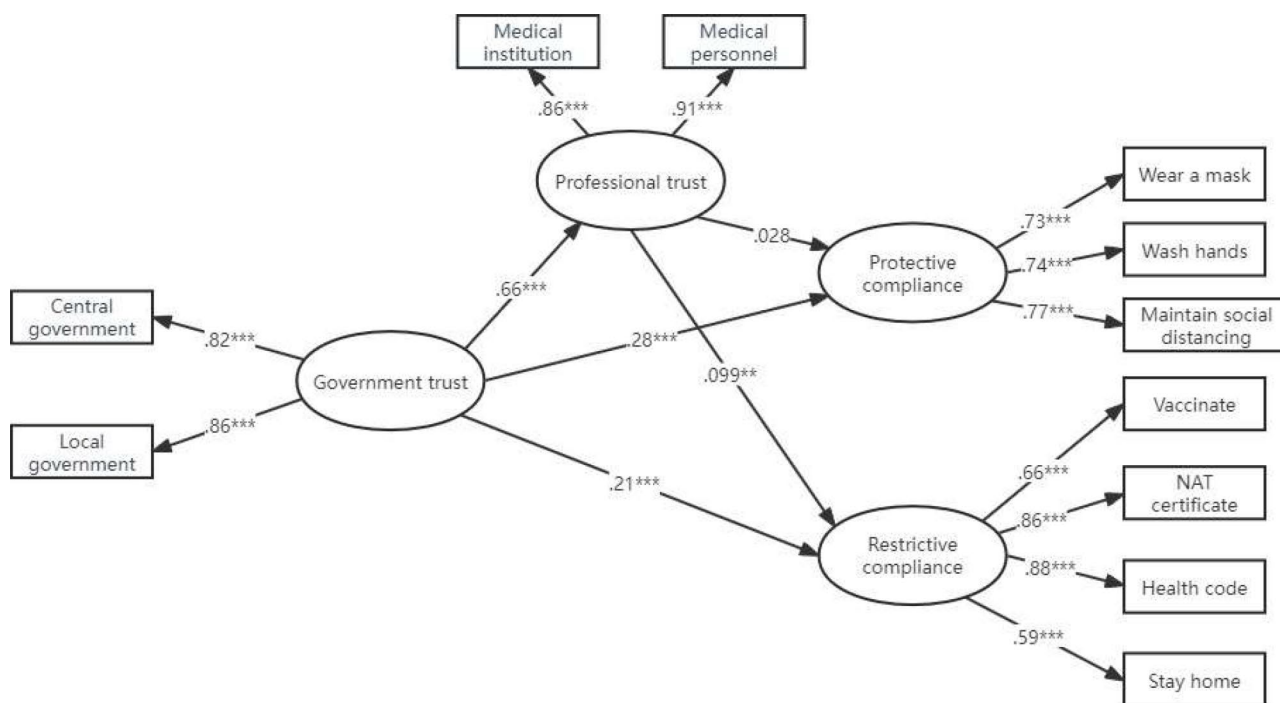 Medical
institution
Medical
personnel
.86***
.91***
Professional trust
Wear a mask
.73***
.028
Wash hands
.74***
Protective
compliance
.66***
Central
government
.82***
.77***
Maintain social
distancing
.28***
.099**
Government trust
Vaccinate
.86***
Local
government
.66***
.21***
NAT
certificate
.86***
Restrictive
compliance
.88***
Health code
.59***
Stay home